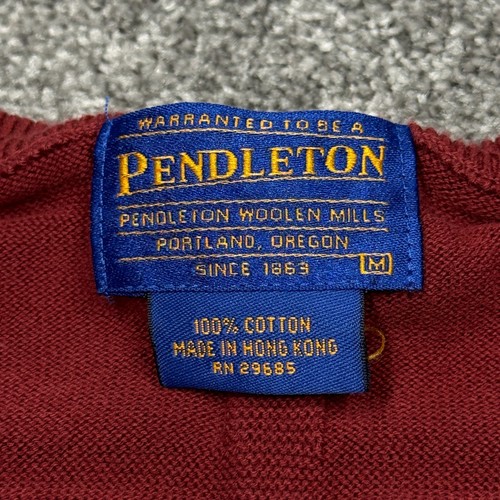 WARRANTED TO BE A
PENDLETON
PENDLETON WOOLEN MILLS
PORTLAND, OREGON
SINCE 1863 M
100% COTTON
MADE IN HONG KONG
RN 29685